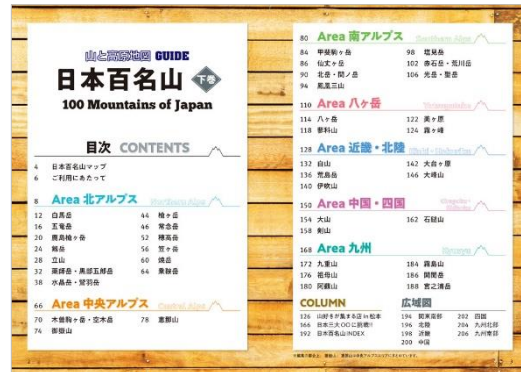 山と高原地図 GUIDE
日本百名山 下巻
100 Mountains of Japan
目次 CONTENTS
4 日本百名山マップ
6 ご利用にあたって
8 Area 北アルプス Northern Alps
12 白馬岳 44 槍ヶ岳
16 五竜岳 46 常念岳
20 鹿島槍ヶ岳 52 穂高岳
24 剱岳 56 笠ヶ岳
28 立山 60 焼岳
32 薬師岳・黒部五郎岳 64 乗鞍岳
38 水晶岳・鷲羽岳
66 Area 中央アルプス Central Alps
70 木曽駒ヶ岳・空木岳 78 恵那山
74 御嶽山
80 Area 南アルプス Southern Alps
84 甲斐駒ヶ岳 98 塩見岳
86 仙丈ヶ岳 102 赤石岳・荒川岳
90 北岳・間ノ岳 106 光岳・聖岳
94 鳳凰三山
110 Area 八ヶ岳 Yatsugatake
114 八ヶ岳 122 美ヶ原
118 蓼科山 124 霧ヶ峰
128 Area 近畿・北陸 Kinki・Hokuriku
132 白山 142 大台ヶ原
136 荒島岳 146 大峰山
140 伊吹山
150 Area 中国・四国 Chugoku・Shikoku
154 大山 162 石鎚山
158 剣山
168 Area 九州 Kyusyu
172 九重山 184 霧島山
176 祖母山 186 開聞岳
180 阿蘇山 188 宮之浦岳
COLUMN 広域図
126 山好きが集まる店 in 松本 194 関東南部 202 四国
166 日本三大〇〇に挑戦!! 196 北陸 204 九州北部
192 日本百名山 INDEX 198 近畿 206 九州南部
200 中国